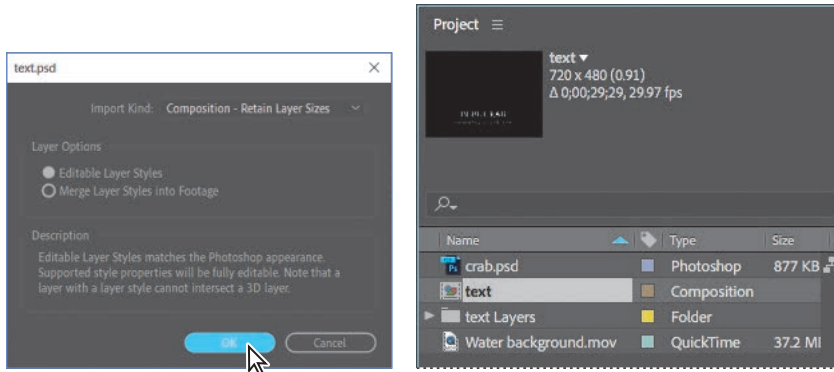 text.psd
Import Kind: Composition - Retain Layer Sizes
Layer Options
Editable Layer Styles
Merge Layer Styles into Footage
Description
Editable Layer Styles matches the Photoshop appearance.
Supported style properties will be fully editable. Note that a
layer with a layer style cannot intersect a 3D layer.
OK
Cancel
Project
text
720 x 480 (0.91)
Δ 0;00;29;29, 29.97 fps
Name Type Size
Ps crab.psd Photoshop 877 KB
text Composition
text Layers Folder
Water background.mov QuickTime 37.2 M